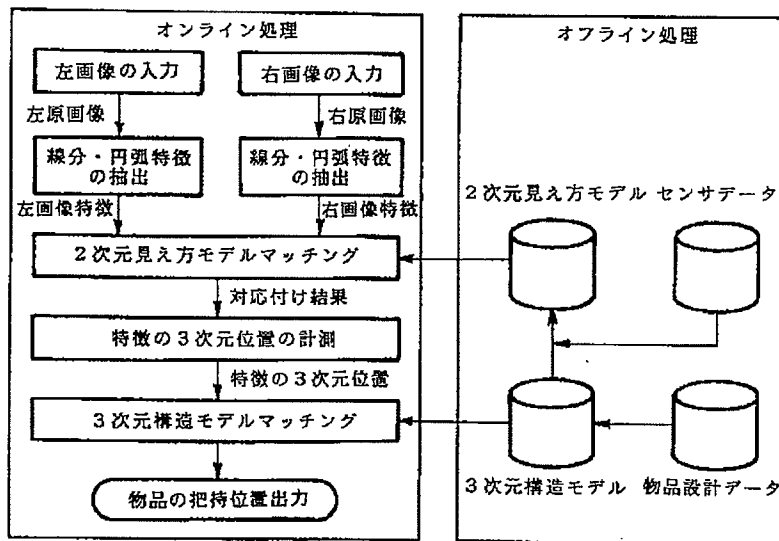 オンライン処理
左画像の入力
右画像の入力
左原画像
右原画像
線分・円弧特徴
の抽出
線分・円弧特徴
の抽出
左画像特徴
右画像特徴
2次元見え方モデルマッチング
対応付け結果
特徴の3次元位置の計測
特徴の3次元位置
3次元構造モデルマッチング
物品の把持位置出力
オフライン処理
2次元見え方モデル
センサデータ
3次元構造モデル
物品設計データ